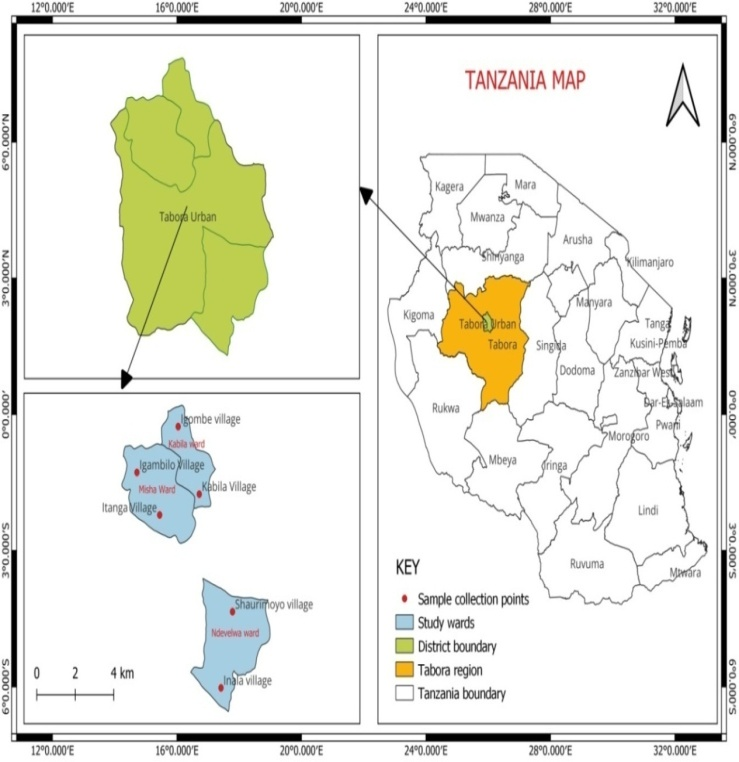 12°0.000'E 16°0.000'E 20°0.000'E 24°0.000'E 28°0.000'E 32°0.000'E
TANZANIA MAP
6°0.000'N
3°0.000'N
0°0.000'
3°0.000'S
6°0.000'S
Tabora Urban
Kagera
Mara
Mwanza
Arusha
Shinyanga
Kilimanjaro
Manyara
Kigoma
Tabora Urban
Tabora
Singida
Tanga
Kusini-Pemba
Dodoma
Zanzibar West
Rukwa
Dar-Es-Salaam
Pwani
Morogoro
Mbeya
Iringa
Lindi
Ruvuma
Mtwara
Igombe village
Kabila ward
Igambilo Village
Misha Ward
Kabila Village
Itanga Village
Shaurimoyo village
Ndevelwa ward
Inala village
0 2 4 km
KEY
Sample collection points
Study wards
District boundary
Tabora region
Tanzania boundary
6°0.000'N
3°0.000'N
0°0.000'
3°0.000'S
6°0.000'S
12°0.000'E 16°0.000'E 20°0.000'E 24°0.000'E 28°0.000'E 32°0.000'E